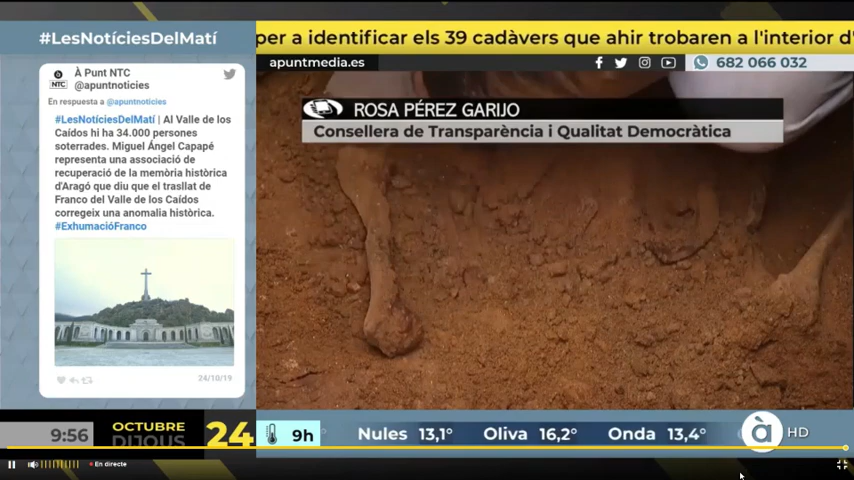 #LesNotíciesDelMatí
per a identificar els 39 cadàvers que ahir trobaren a l'interior d'
apuntmedia.es
682 066 032
À Punt NTC
@apuntnoticies
NTC
En respuesta a @apuntnoticies
#LesNotíciesDelMatí | Al Valle de los
Caídos hi ha 34.000 persones
soterrades. Miguel Ángel Capapé
representa una associació de
recuperació de la memòria històrica
d'Aragó que diu que el trasllat de
Franco del Valle de los Caídos
corregeix una anomalia històrica.
#ExhumacióFranco
24/10/19
ROSA PÉREZ GARIJO
Consellera de Transparència i Qualitat Democràtica
9:56
OCTUBRE
DIJOUS
24
9h
Nules 13,1° Oliva 16,2° Onda 13,4°
à HD
En directe